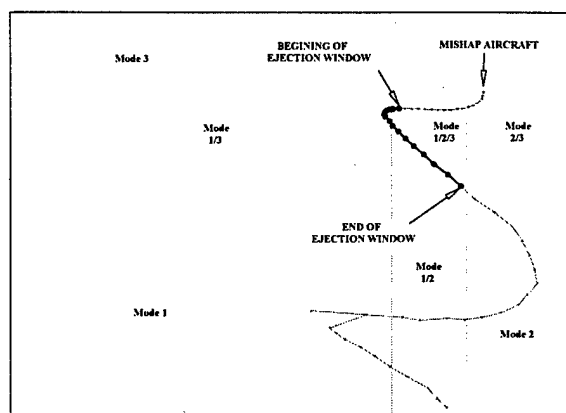 Mode 3
BEGINING OF
EJECTION WINDOW
MISHAP AIRCRAFT
Mode
1/3
Mode
1/2/3
Mode
2/3
END OF
EJECTION WINDOW
Mode
1/2
Mode 1
Mode 2